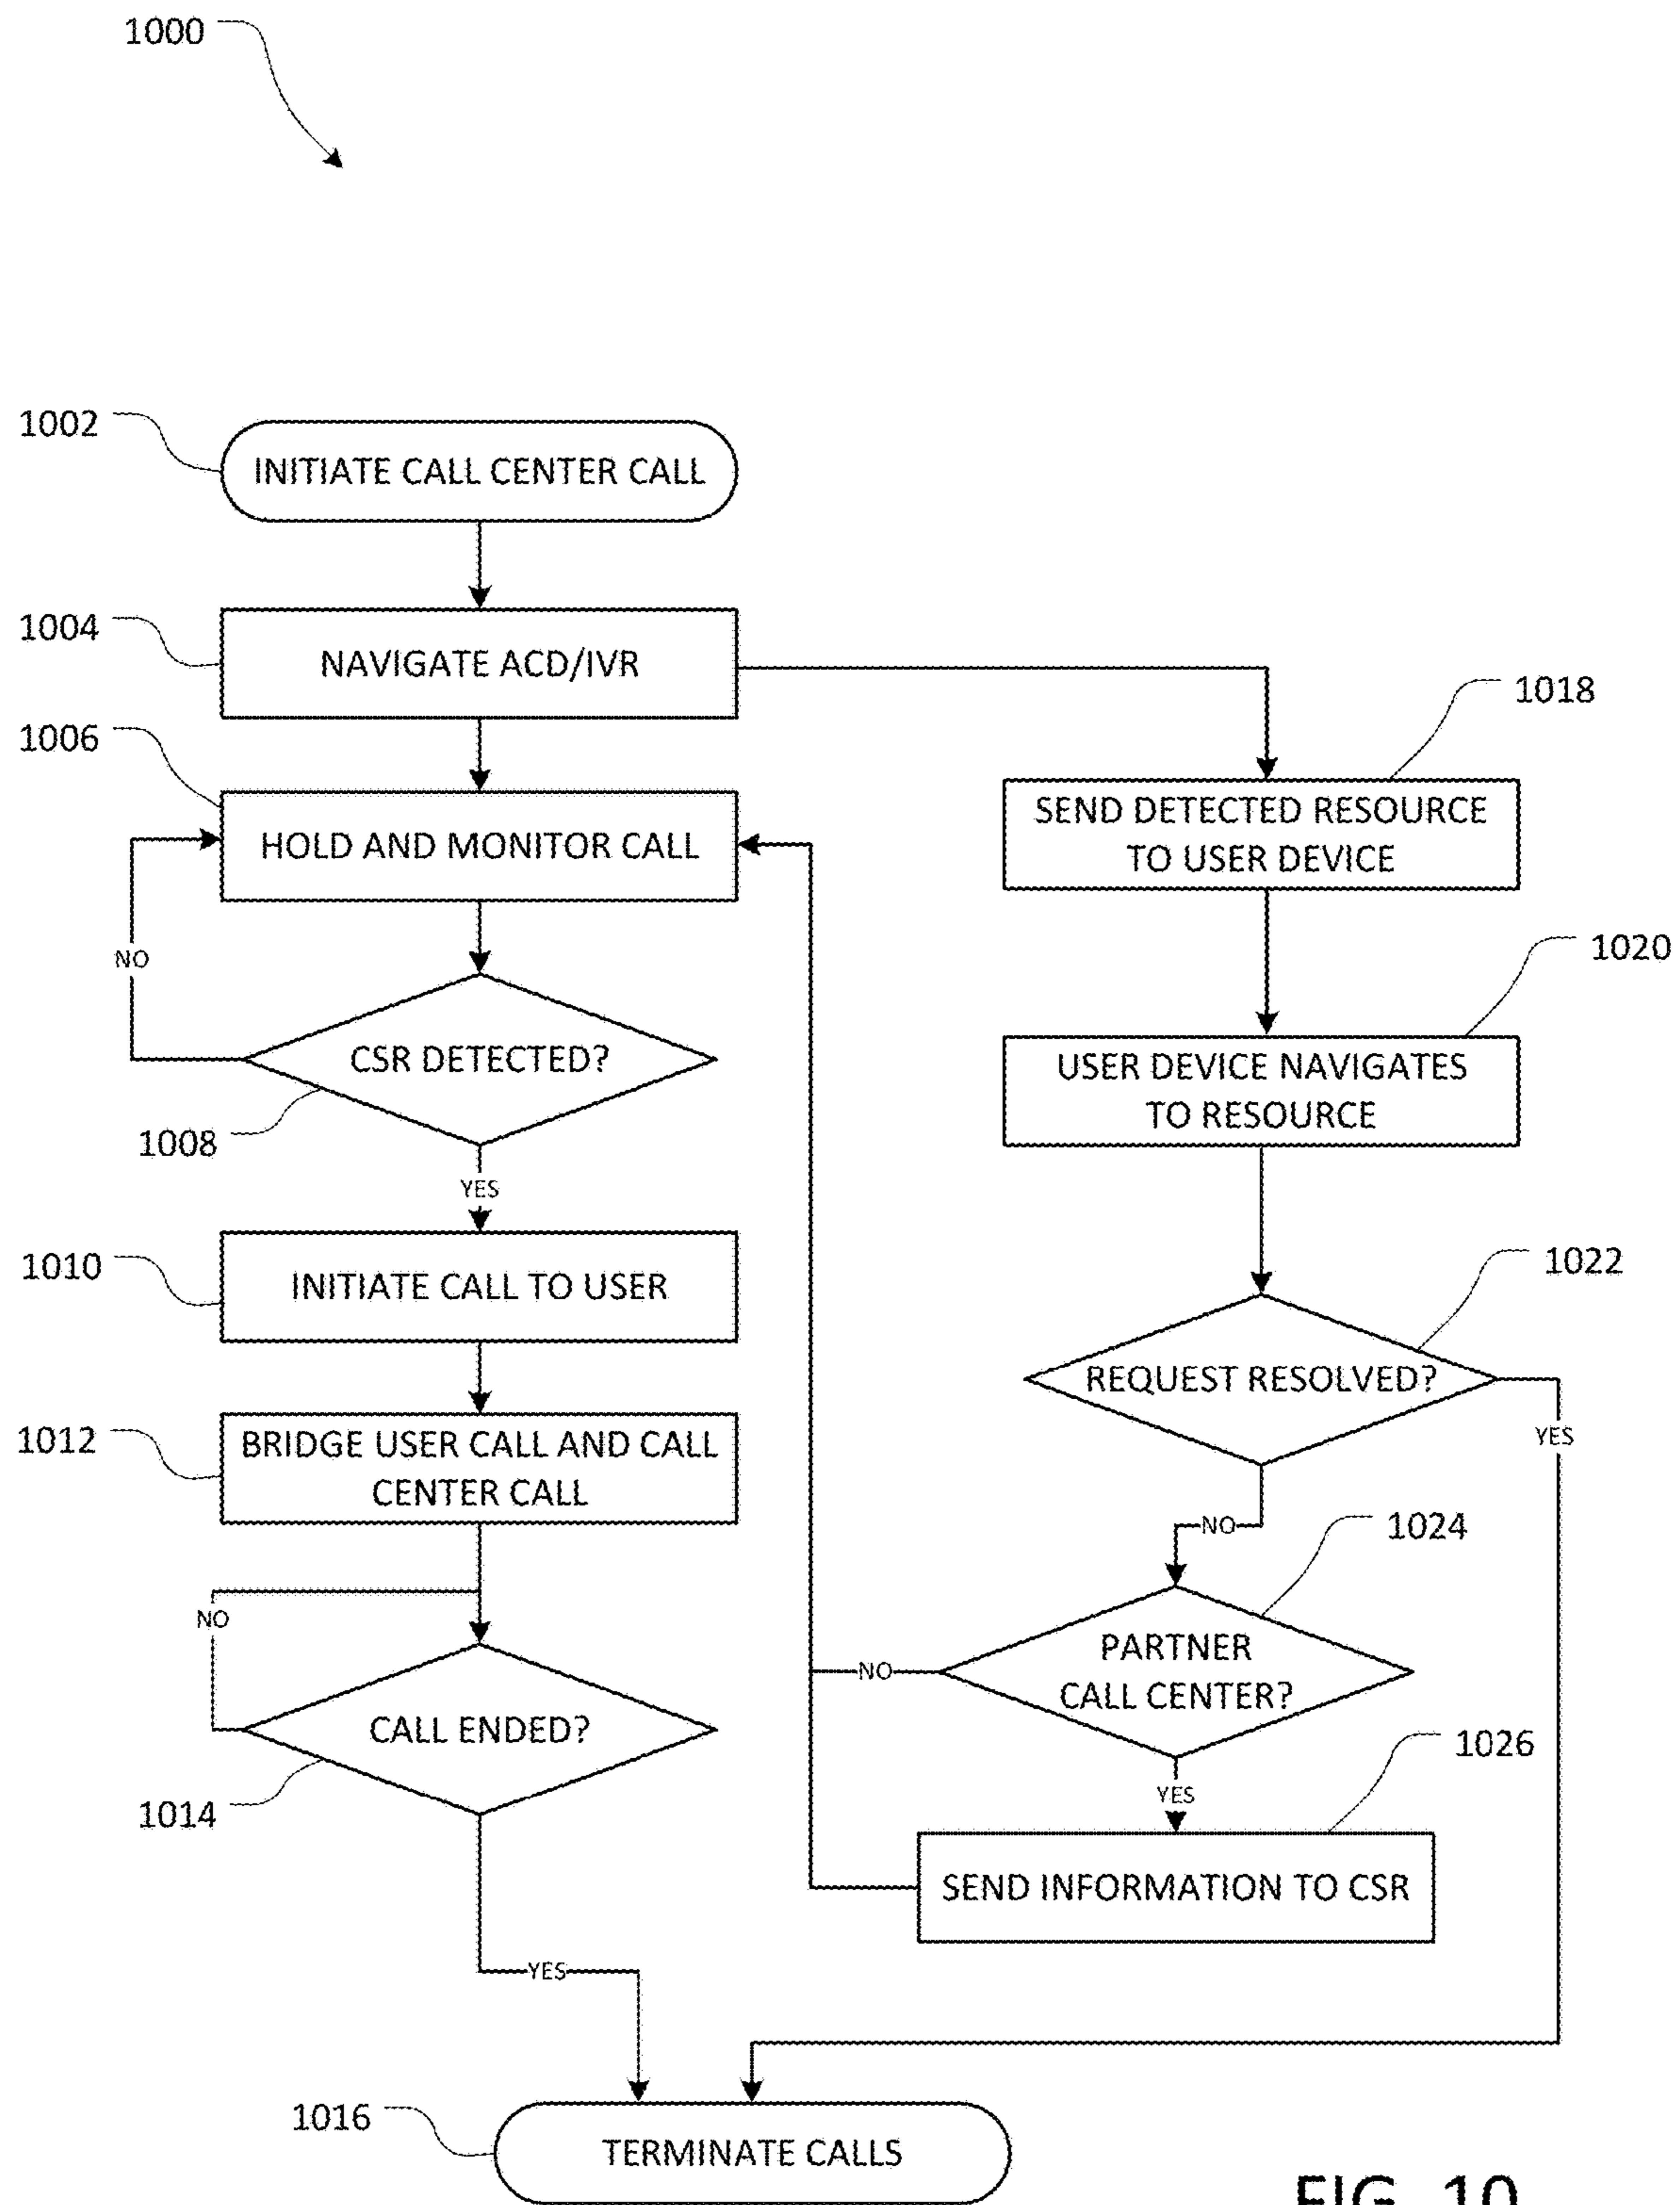 1000
1002
INITIATE CALL CENTER CALL
1004
NAVIGATE ACD/IVR
1006
HOLD AND MONITOR CALL
NO
CSR DETECTED?
1008
YES
1010
INITIATE CALL TO USER
1012
BRIDGE USER CALL AND CALL
CENTER CALL
NO
CALL ENDED?
1014
YES
1016
TERMINATE CALLS
1018
SEND DETECTED RESOURCE
TO USER DEVICE
1020
USER DEVICE NAVIGATES
TO RESOURCE
1022
REQUEST RESOLVED?
YES
NO
1024
PARTNER
CALL CENTER?
NO
YES
1026
SEND INFORMATION TO CSR
FIG. 10